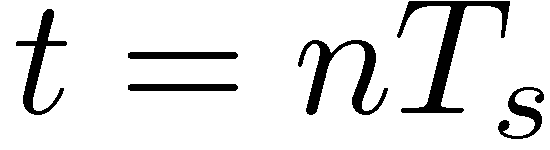 t = nT_s